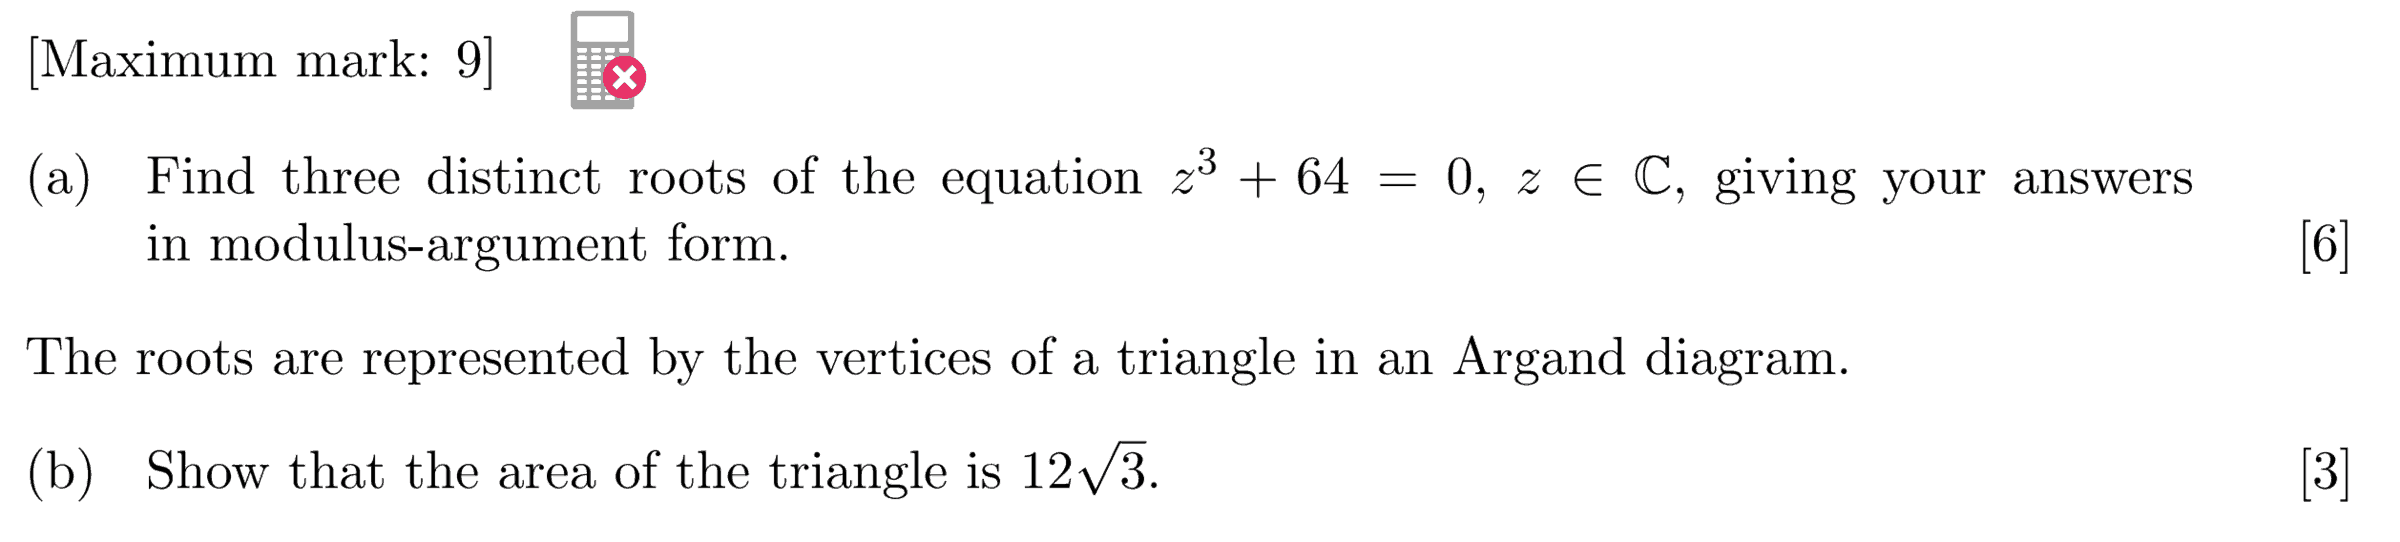 [Maximum mark: 9]
(a) Find three distinct roots of the equation z³ + 64 = 0, z ∈ ℂ, giving your answers
in modulus-argument form. [6]
The roots are represented by the vertices of a triangle in an Argand diagram.
(b) Show that the area of the triangle is 12√3. [3]